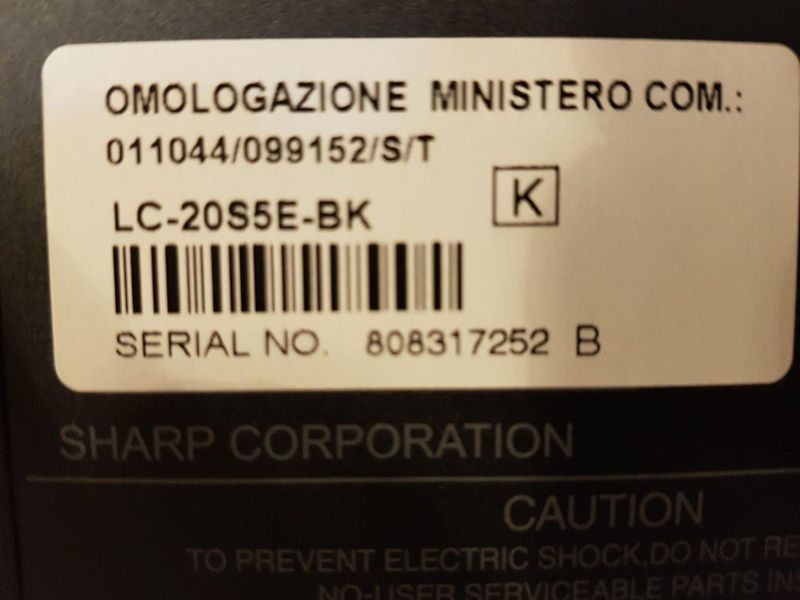 OMOLOGAZIONE MINISTERO COM.:
011044/099152/S/T
LC-20S5E-BK K
SERIAL NO. 808317252 B
SHARP CORPORATION
CAUTION
TO PREVENT ELECTRIC SHOCK,DO NOT RE
NO-USER SERVICEABLE PARTS INS